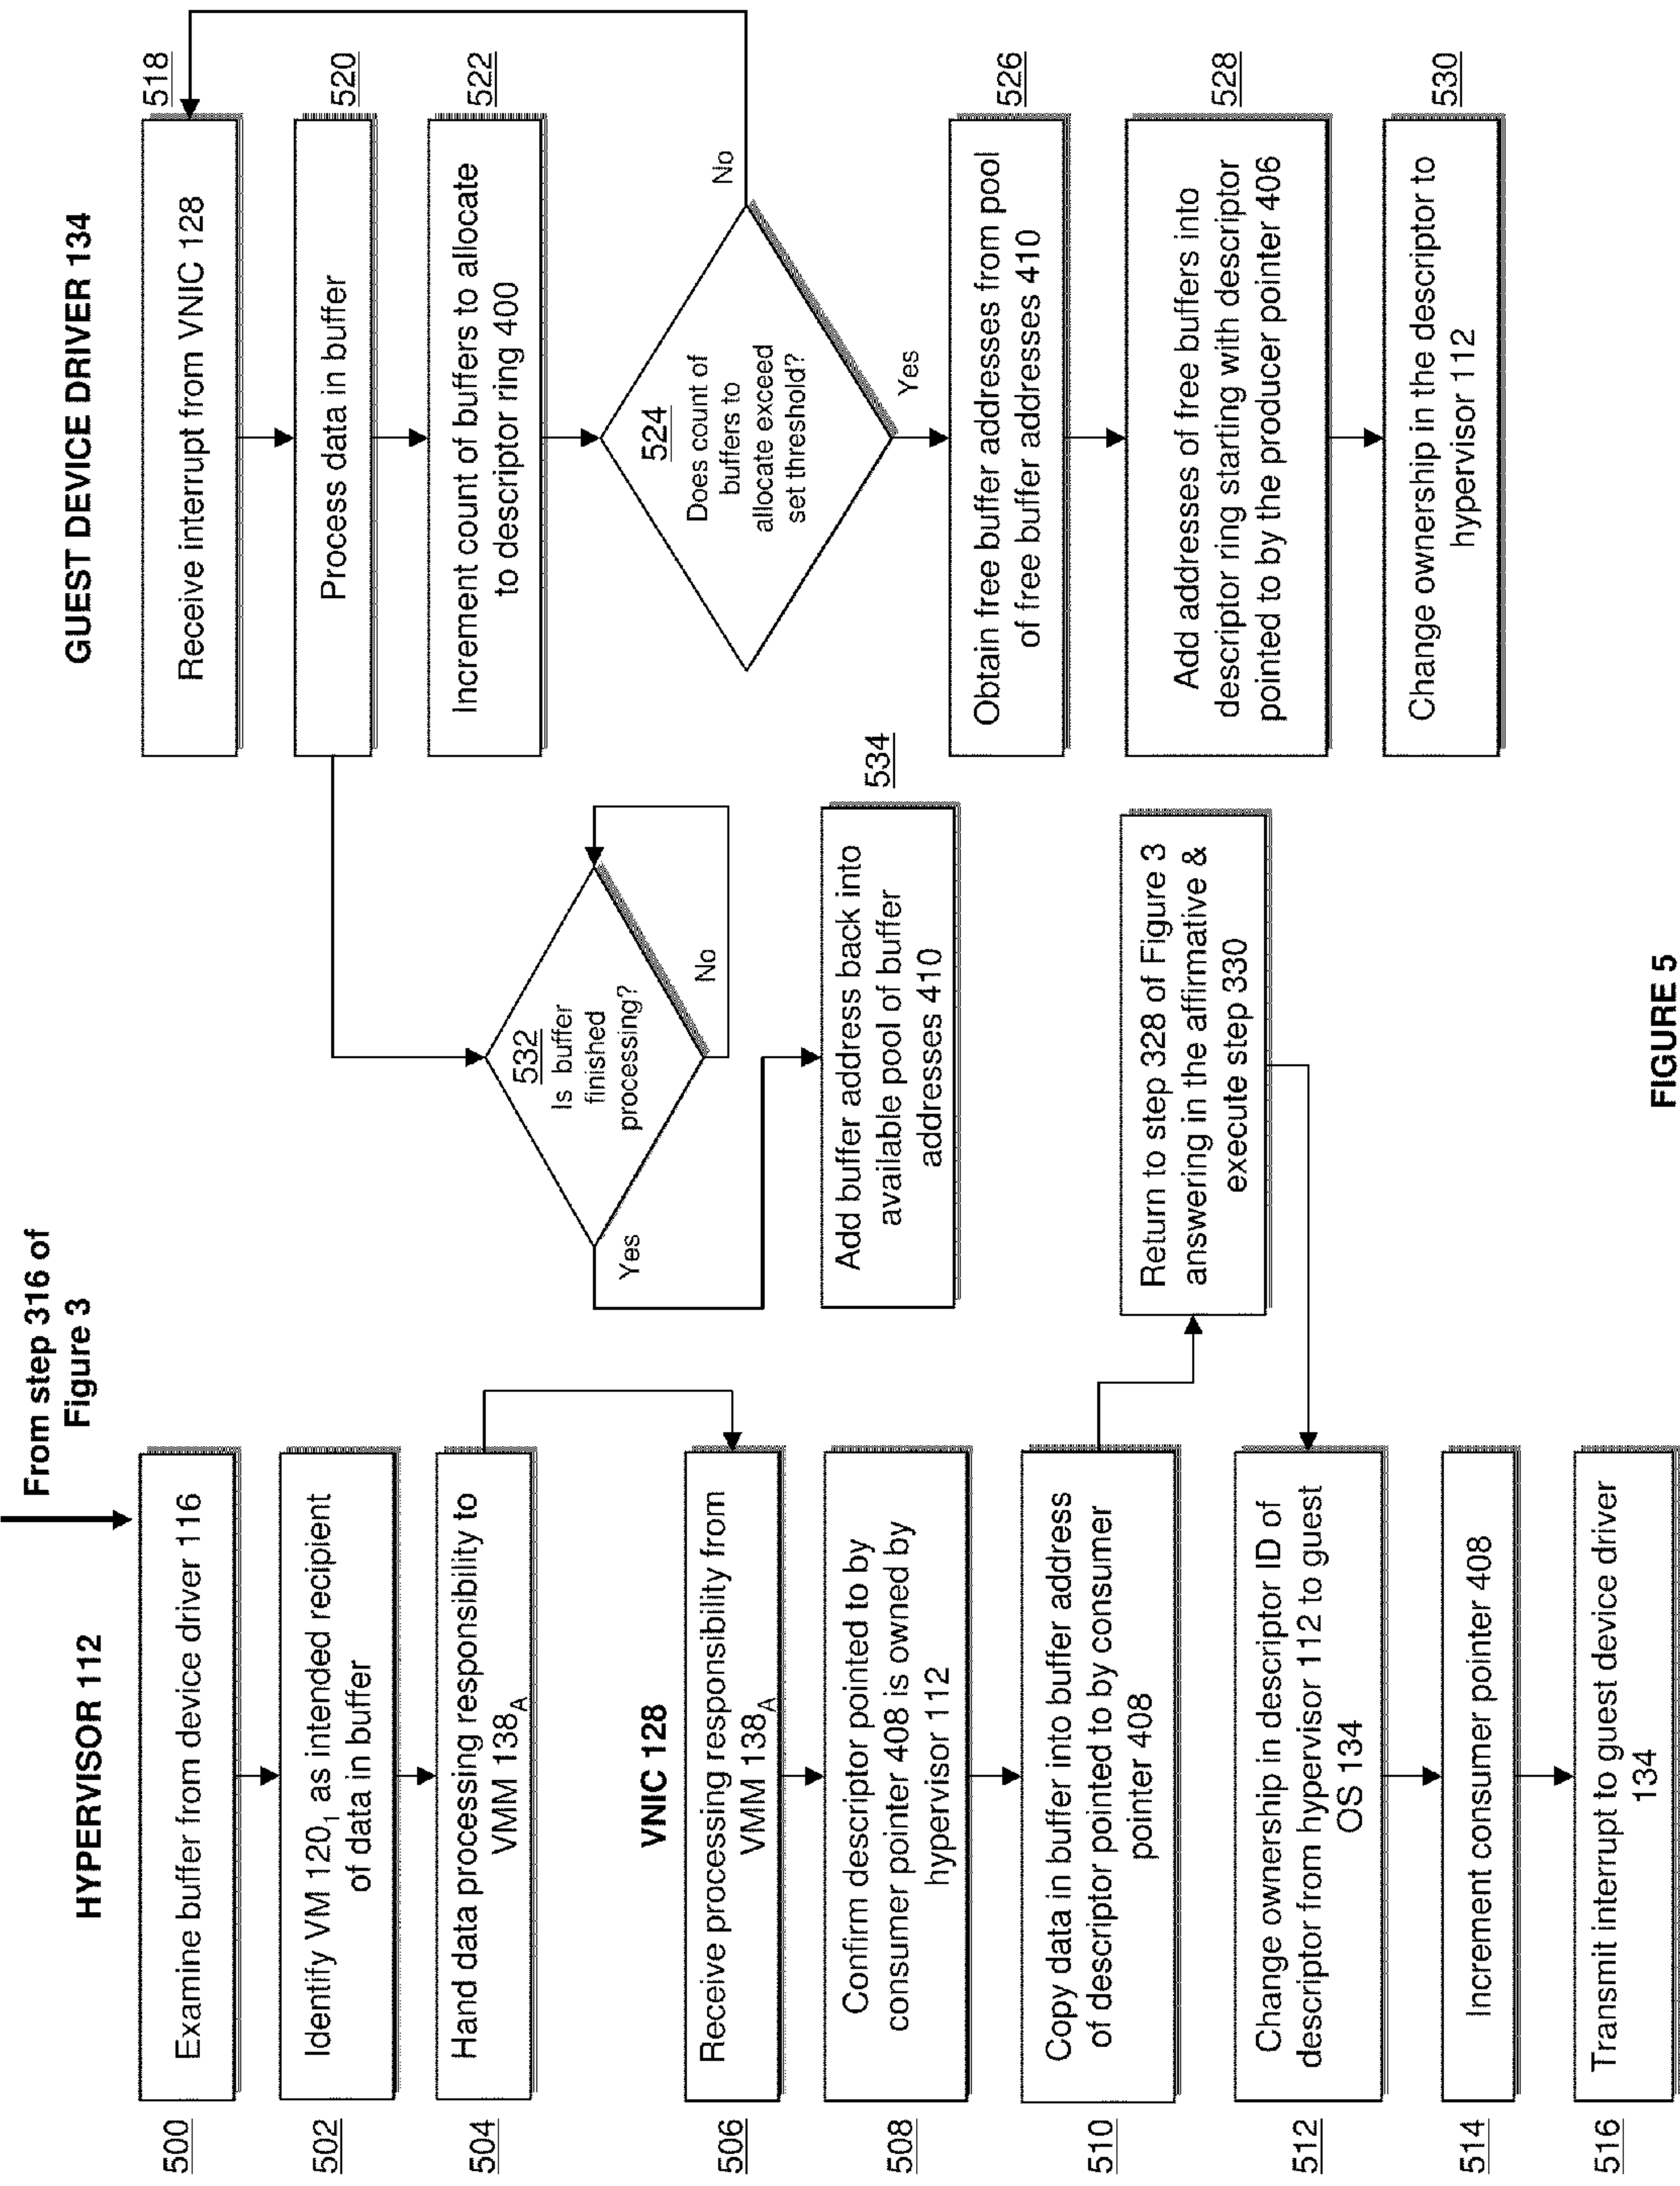 From step 316 of
Figure 3
HYPERVISOR 112
500
Examine buffer from device driver 116
502
Identify VM 120₁ as intended recipient
of data in buffer
504
Hand data processing responsibility to
VMM 138A
VNIC 128
506
Receive processing responsibility from
VMM 138A
508
Confirm descriptor pointed to by
consumer pointer 408 is owned by
hypervisor 112
510
Copy data in buffer into buffer address
of descriptor pointed to by consumer
pointer 408
Return to step 328 of Figure 3
answering in the affirmative &
execute step 330
512
Change ownership in descriptor ID of
descriptor from hypervisor 112 to guest
OS 134
514
Increment consumer pointer 408
516
Transmit interrupt to guest device driver
134
GUEST DEVICE DRIVER 134
518
Receive interrupt from VNIC 128
520
Process data in buffer
522
Increment count of buffers to allocate
to descriptor ring 400
524
Does count of
buffers to
allocate exceed
set threshold?
No
Yes
526
Obtain free buffer addresses from pool
of free buffer addresses 410
528
Add addresses of free buffers into
descriptor ring starting with descriptor
pointed to by the producer pointer 406
530
Change ownership in the descriptor to
hypervisor 112
532
Is buffer
finished
processing?
No
Yes
534
Add buffer address back into
available pool of buffer
addresses 410
FIGURE 5